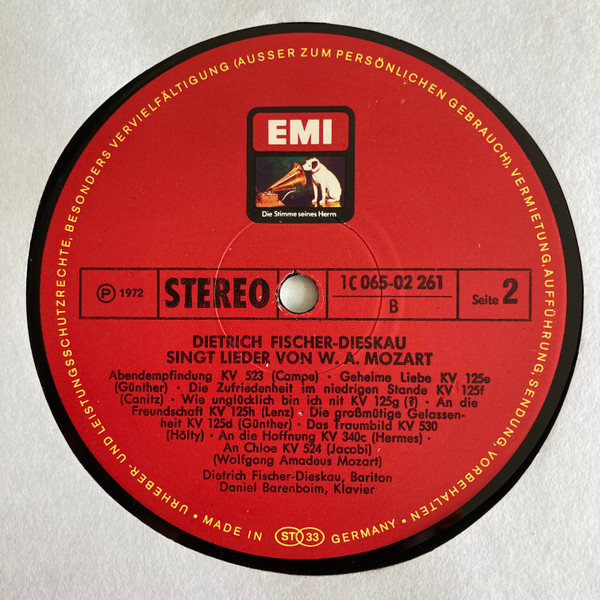 URHEBER- UND LEISTUNGSSCHUTZRECHTE, BESONDERS VERVIELFÄLTIGUNG (AUSSER ZUM PERSÖNLICHEN GEBRAUCH), VERMIETUNG, AUFFÜHRUNG, SENDUNG, VORBEHALTEN •
EMI
Die Stimme seines Herrn
Ⓟ 1972
STEREO
1C 065-02 261
B
Seite 2
DIETRICH FISCHER-DIESKAU
SINGT LIEDER VON W. A. MOZART
Abendempfindung KV 523 (Campe) · Geheime Liebe KV 125e
(Günther) · Die Zufriedenheit im niedrigen Stande KV 125f
(Canitz) · Wie unglücklich bin ich nit KV 125g (?) · An die
Freundschaft KV 125h (Lenz) · Die großmütige Gelassen-
heit KV 125d (Günther) · Das Traumbild KV 530
(Hölty) · An die Hoffnung KV 340c (Hermes) ·
An Chloe KV 524 (Jacobi)
(Wolfgang Amadeus Mozart)
Dietrich Fischer-Dieskau, Bariton
Daniel Barenboim, Klavier
• MADE IN ST 33 GERMANY •